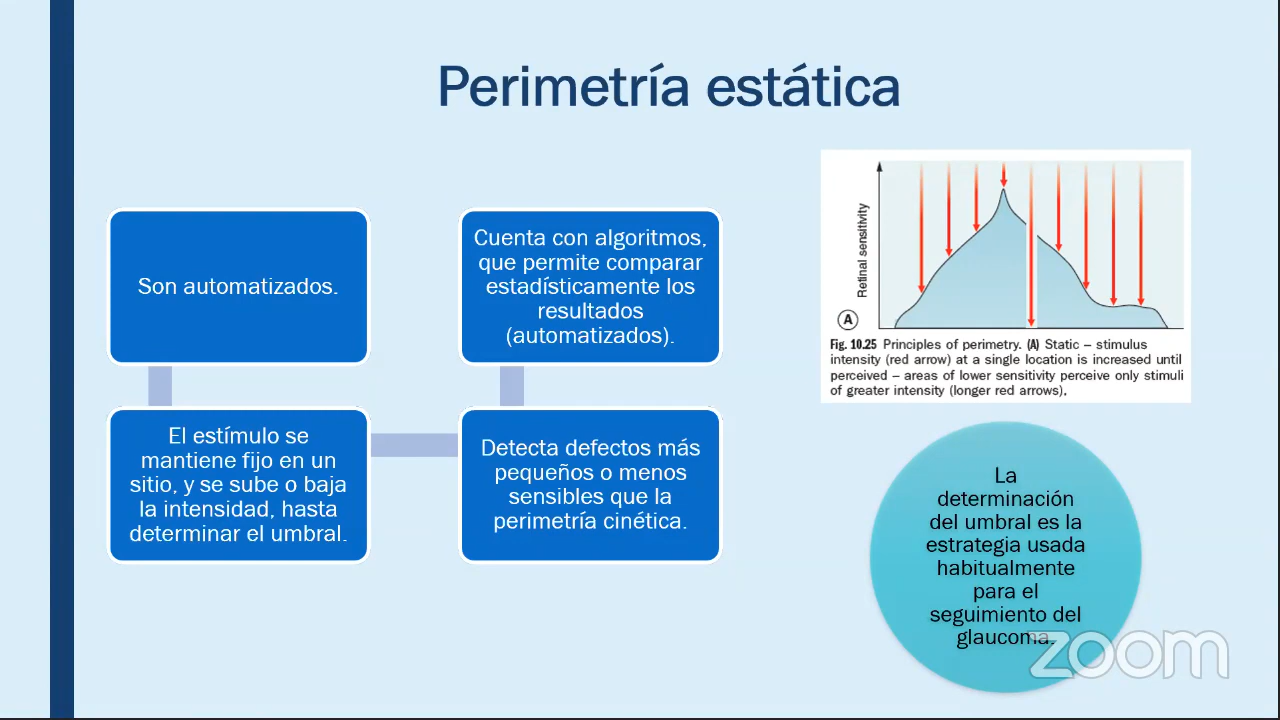 Perimetría estática
Son automatizados.
El estímulo se
mantiene fijo en un
sitio, y se sube o baja
la intensidad, hasta
determinar el umbral.
Detecta defectos más
pequeños o menos
sensibles que la
perimetría cinética.
Cuenta con algoritmos,
que permite comparar
estadísticamente los
resultados
(automatizados).
Retinal sensitivity
A
Fig. 10.25 Principles of perimetry. (A) Static – stimulus
intensity (red arrow) at a single location is increased until
perceived – areas of lower sensitivity perceive only stimuli
of greater intensity (longer red arrows),
La
determinación
del umbral es la
estrategia usada
habitualmente
para el
seguimiento del
glaucoma.
zoom